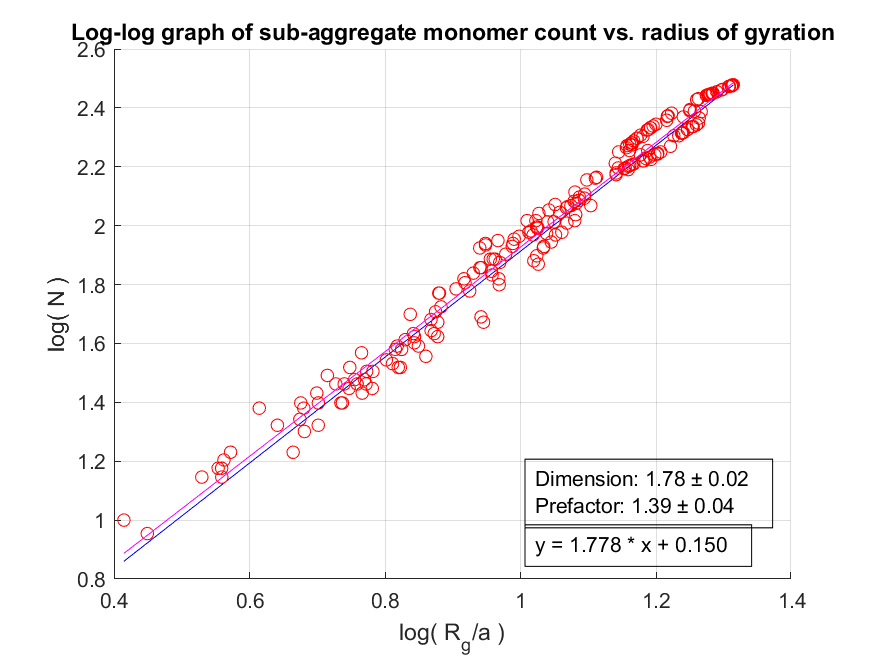 Log-log graph of sub-aggregate monomer count vs. radius of gyration
2.6
2.4
2.2
2
1.8
1.6
1.4
1.2
1
0.8
log( N )
Dimension: 1.78 ± 0.02
Prefactor: 1.39 ± 0.04
y = 1.778 * x + 0.150
0.4 0.6 0.8 1 1.2 1.4
log( R_g/a )